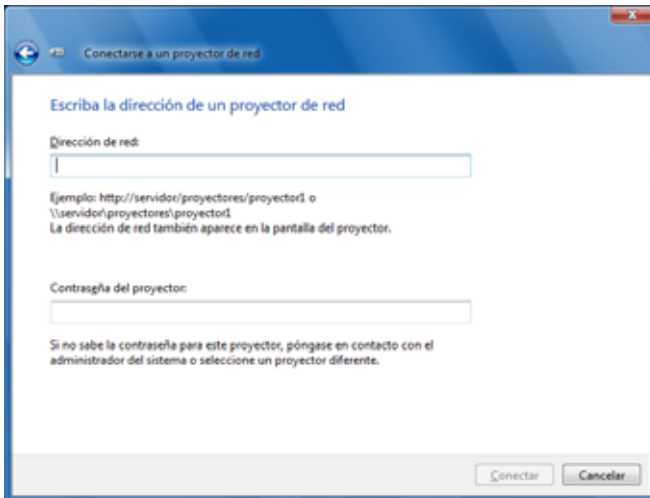 Conectarse a un proyector de red
Escriba la dirección de un proyector de red
Dirección de red:
Ejemplo: http://servidor/proyectores/proyector1 o
\\servidor\proyectores\proyector1
La dirección de red también aparece en la pantalla del proyector.
Contraseña del proyector:
Si no sabe la contraseña para este proyector, póngase en contacto con el
administrador del sistema o seleccione un proyector diferente.
Conectar
Cancelar